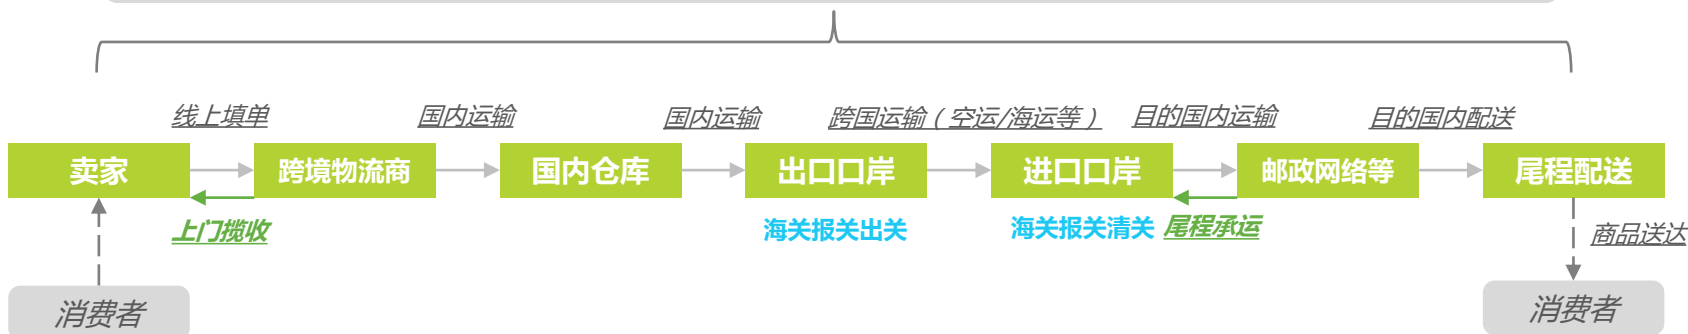 线上填单
国内运输
国内运输
跨国运输（空运/海运等）
目的国内运输
目的国内配送
卖家
跨境物流商
国内仓库
出口口岸
进口口岸
邮政网络等
尾程配送
上门揽收
海关报关出关
海关报关清关
尾程承运
商品送达
消费者
消费者